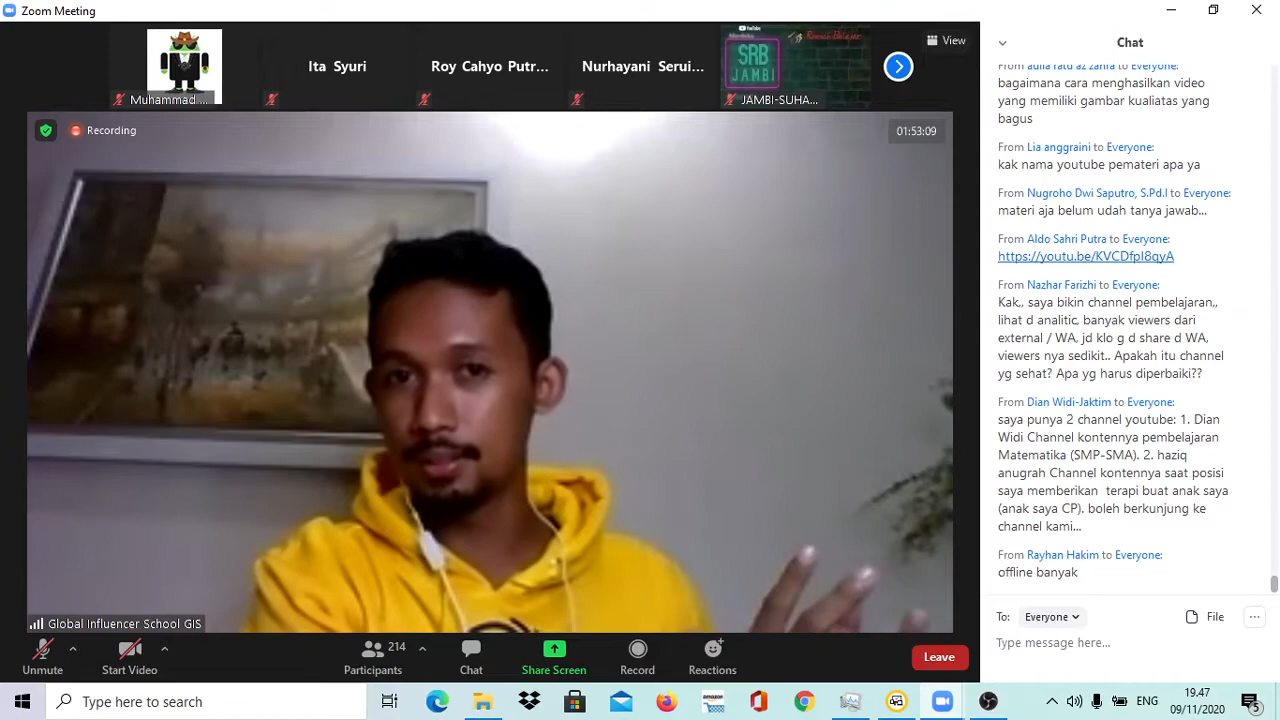 Zoom Meeting
Muhammad ...
Ita Syuri
Roy Cahyo Putr...
Nurhayani Serui...
YouTube
Rumah Belajar
SRB
JAMBI
JAMBI-SUHA...
View
Recording
01:53:09
Global Influencer School GIS
Unmute
Start Video
214
Participants
Chat
Share Screen
Record
Reactions
Leave
Chat
From aulia ratu az zahra to Everyone:
bagaimana cara menghasilkan video
yang memiliki gambar kualiatas yang
bagus
From Lia anggraini to Everyone:
kak nama youtube pemateri apa ya
From Nugroho Dwi Saputro, S.Pd.I to Everyone:
materi aja belum udah tanya jawab...
From Aldo Sahri Putra to Everyone:
https://youtu.be/KVCDfpI8qyA
From Nazhar Farizhi to Everyone:
Kak,, saya bikin channel pembelajaran,,
lihat d analitic, banyak viewers dari
external / WA, jd klo g d share d WA,
viewers nya sedikit.. Apakah itu channel
yg sehat? Apa yg harus diperbaiki??
From Dian Widi-Jaktim to Everyone:
saya punya 2 channel youtube: 1. Dian
Widi Channel kontennya pembelajaran
Matematika (SMP-SMA). 2. haziq
anugrah Channel kontennya saat posisi
saya memberikan terapi buat anak saya
(anak saya CP). boleh berkunjung ke
channel kami...
From Rayhan Hakim to Everyone:
offline banyak
To: Everyone
File
Type message here...
Type here to search
amazon
ENG
19.47
09/11/2020
5